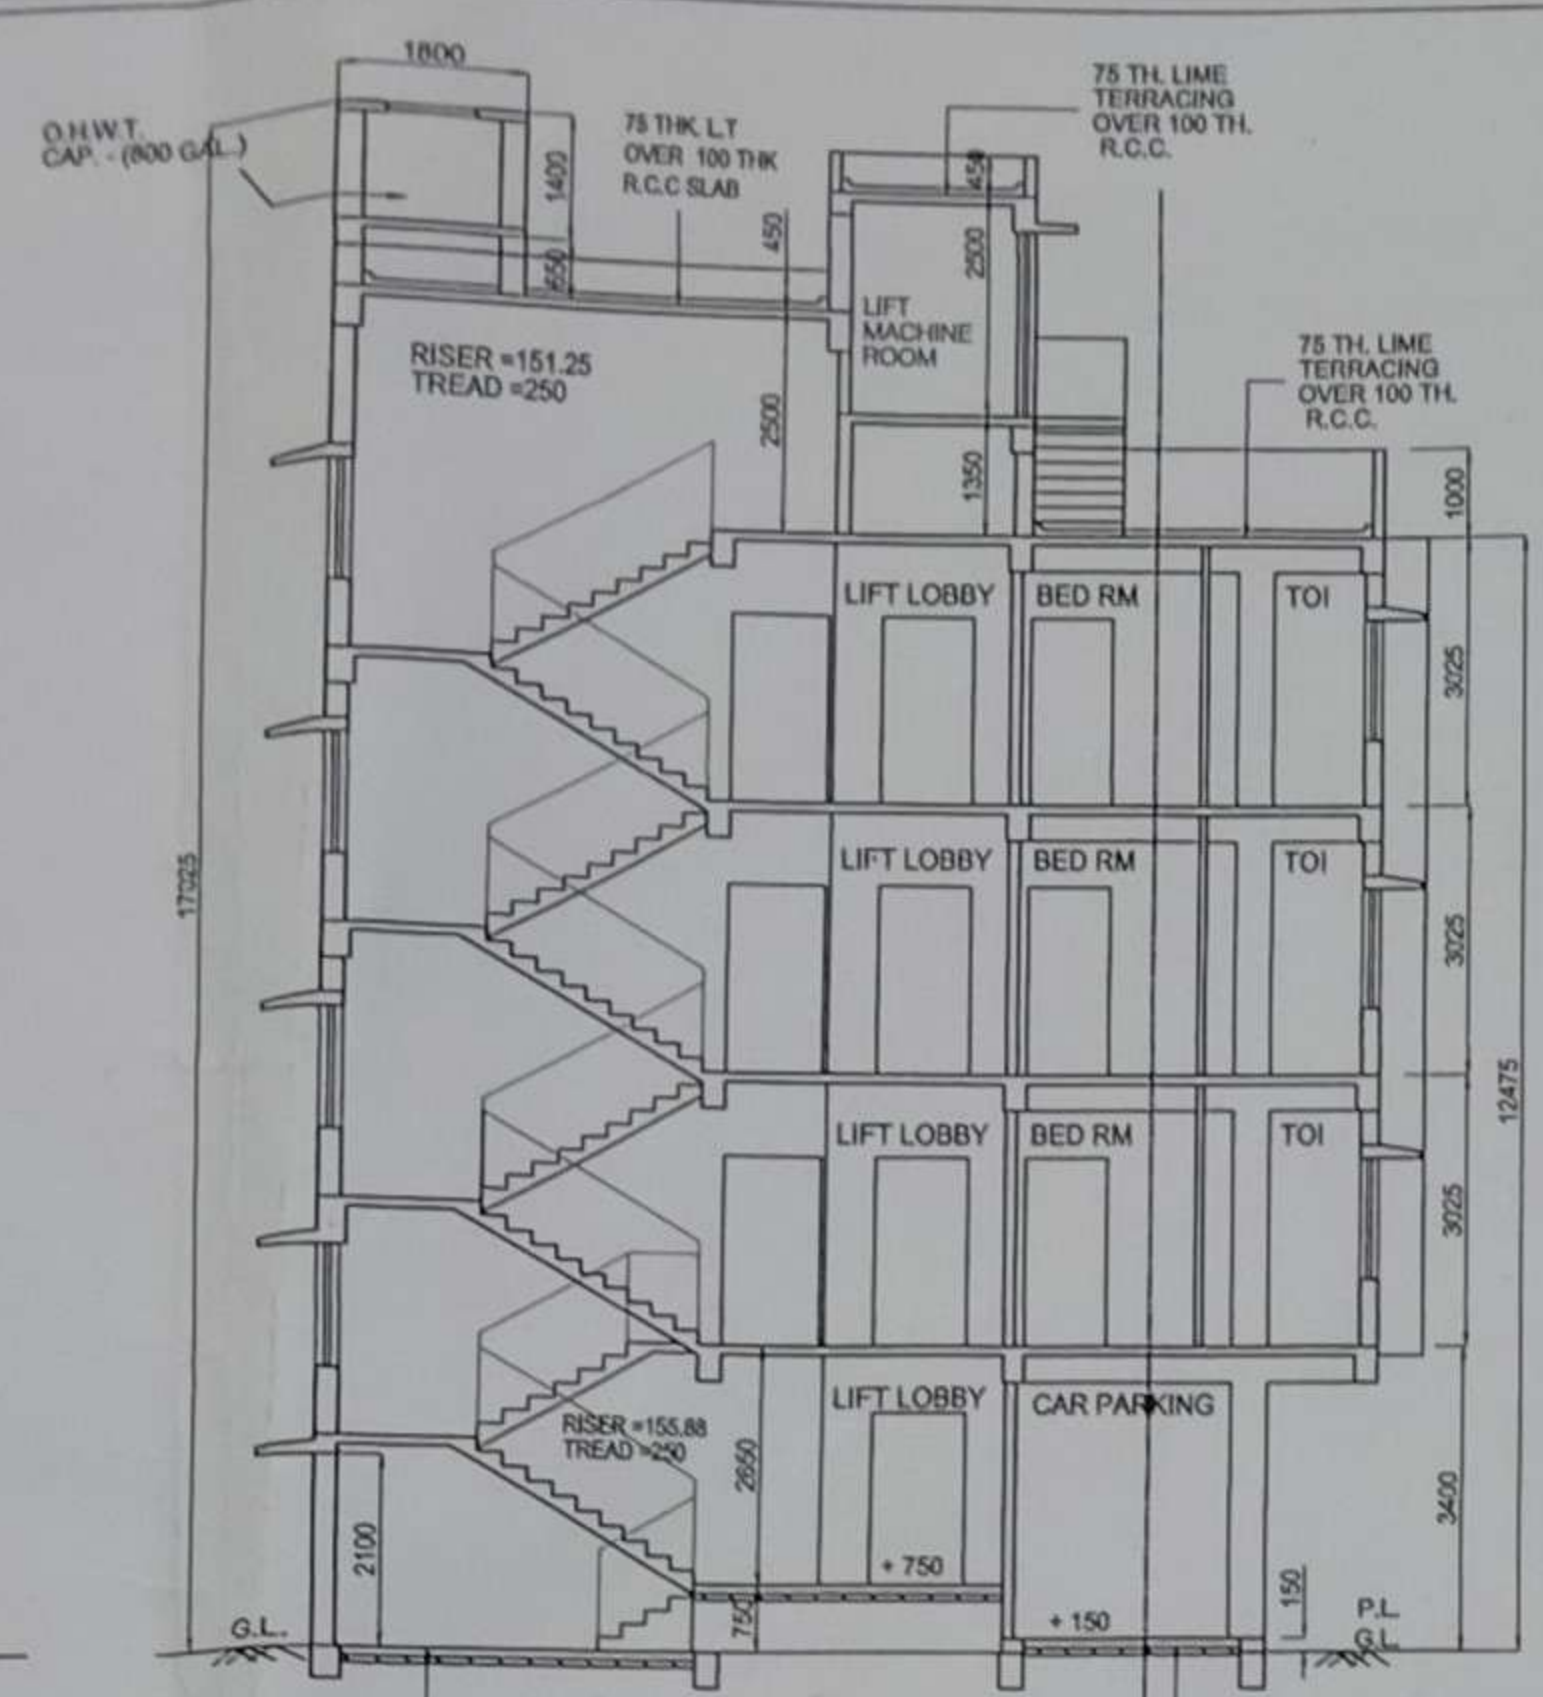 1800
75 TH. LIME
TERRACING
OVER 100 TH.
R.C.C.
O.H.W.T.
CAP. - (800 GAL.)
75 THK L.T
OVER 100 THK
R.C.C SLAB
1400
650
450
450
2500
LIFT
MACHINE
ROOM
RISER =151.25
TREAD =250
2500
1350
75 TH. LIME
TERRACING
OVER 100 TH.
R.C.C.
1000
LIFT LOBBY
BED RM
TOI
3025
17025
LIFT LOBBY
BED RM
TOI
3025
12475
LIFT LOBBY
BED RM
TOI
3025
LIFT LOBBY
CAR PARKING
RISER =155.88
TREAD =250
2650
3400
2100
+ 750
750
+ 150
150
P.L
G.L.
G.L.